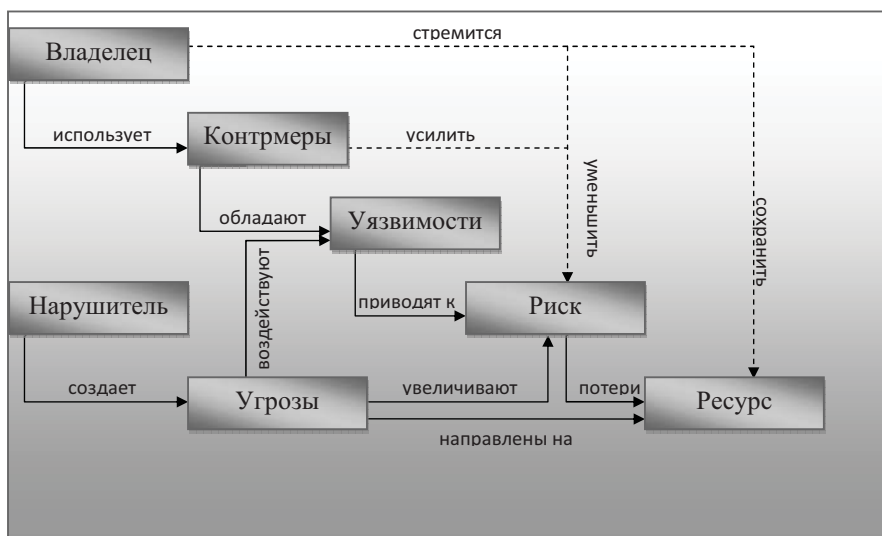 стремится
Владелец
использует
Контрмеры
усилить
уменьшить
обладают
Уязвимости
сохранить
воздействуют
Нарушитель
приводят к
Риск
создает
Угрозы
увеличивают
потери
Ресурс
направлены на